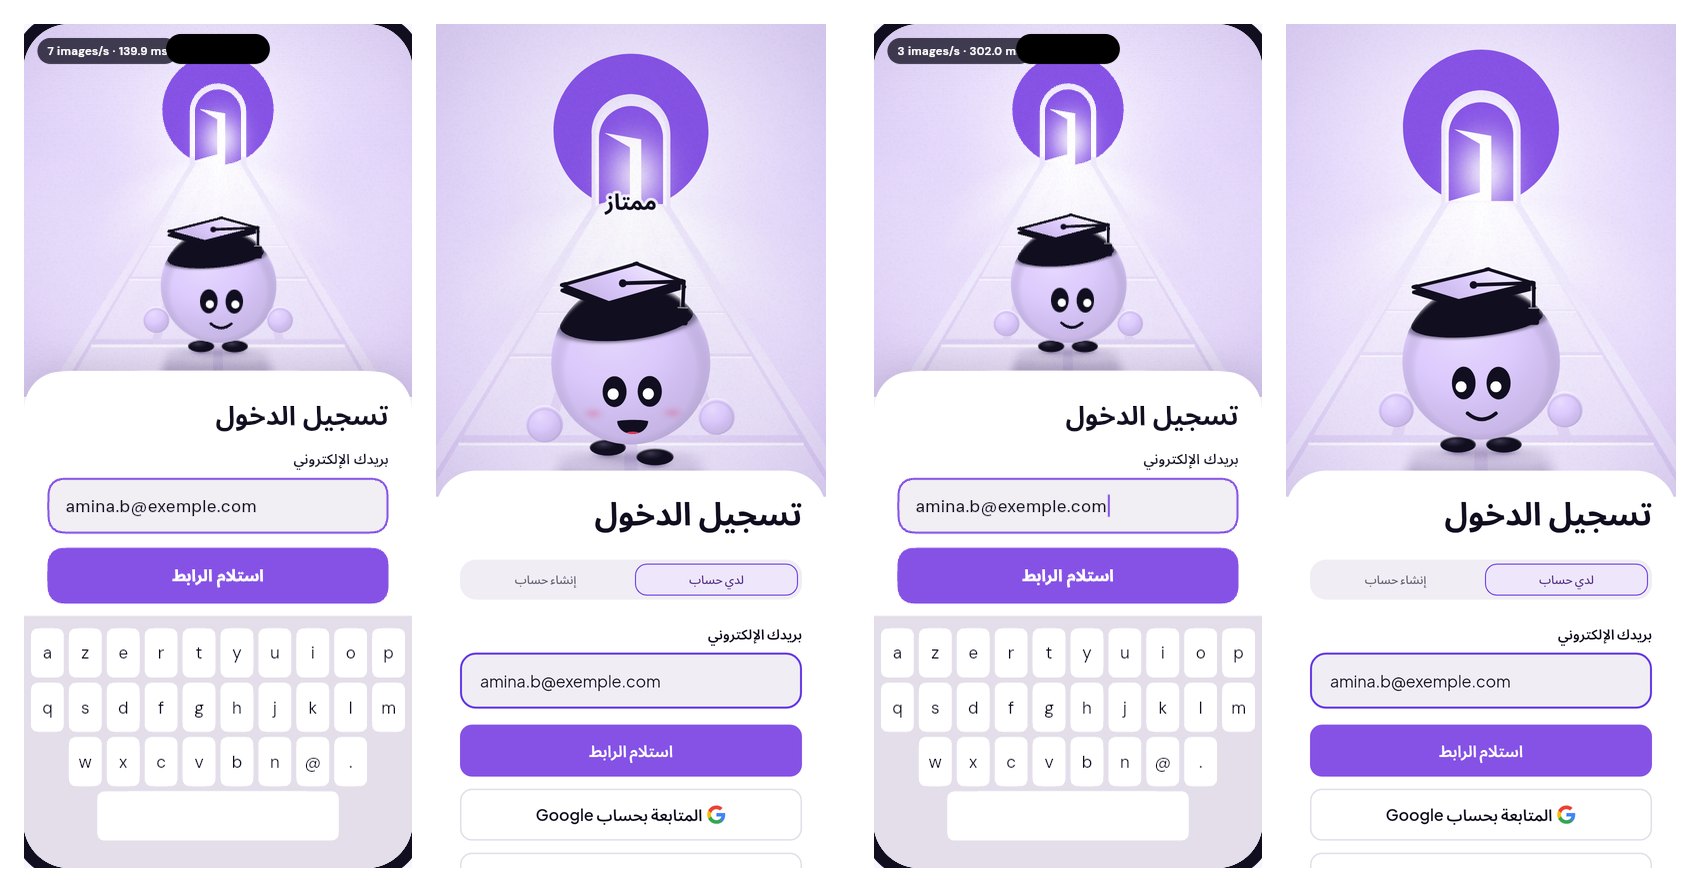 7 images/s · 139.9 ms
تسجيل الدخول
بريدك الإلكتروني
amina.b@exemple.com
استلام الرابط
a z e r t y u i o p
q s d f g h j k l m
w x c v b n @ .
ممتاز
تسجيل الدخول
لدي حساب
إنشاء حساب
بريدك الإلكتروني
amina.b@exemple.com
استلام الرابط
المتابعة بحساب Google
3 images/s · 302.0 m
تسجيل الدخول
بريدك الإلكتروني
amina.b@exemple.com
استلام الرابط
a z e r t y u i o p
q s d f g h j k l m
w x c v b n @ .
تسجيل الدخول
لدي حساب
إنشاء حساب
بريدك الإلكتروني
amina.b@exemple.com
استلام الرابط
المتابعة بحساب Google